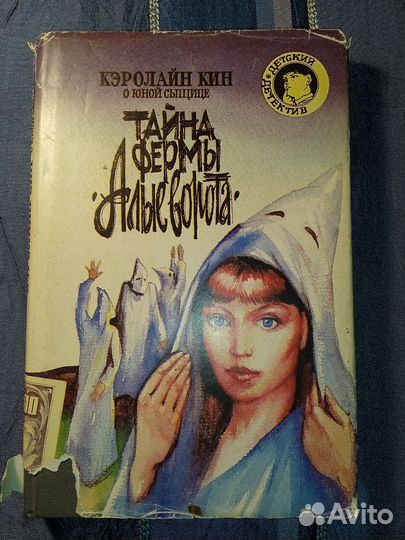 КЭРОЛАЙН КИН
О ЮНОЙ СЫЩИЦЕ
ДЕТСКИЙ
ДЕТЕКТИВ
ТАЙНА
ФЕРМЫ
"Алые ворота"
Avito